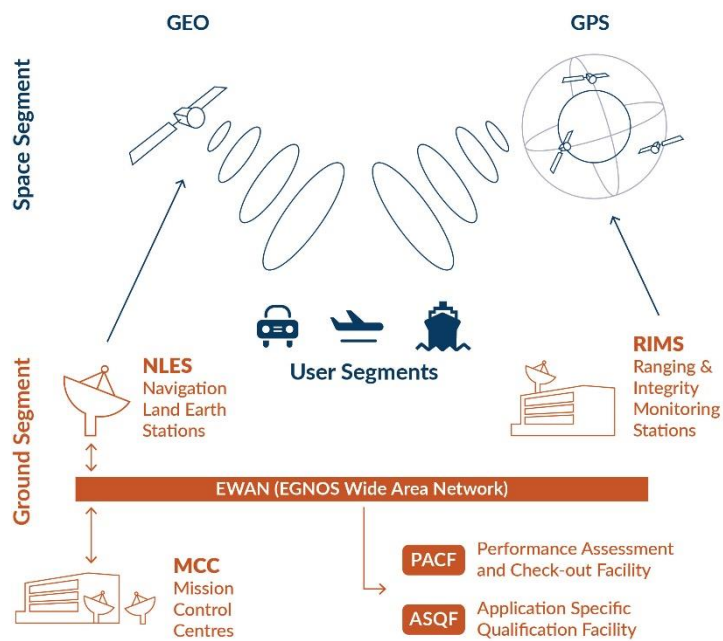 GEO
GPS
Space Segment
User Segments
NLES
Navigation
Land Earth
Stations
RIMS
Ranging &
Integrity
Monitoring
Stations
Ground Segment
EWAN (EGNOS Wide Area Network)
MCC
Mission
Control
Centres
PACF
Performance Assessment
and Check-out Facility
ASQF
Application Specific
Qualification Facility